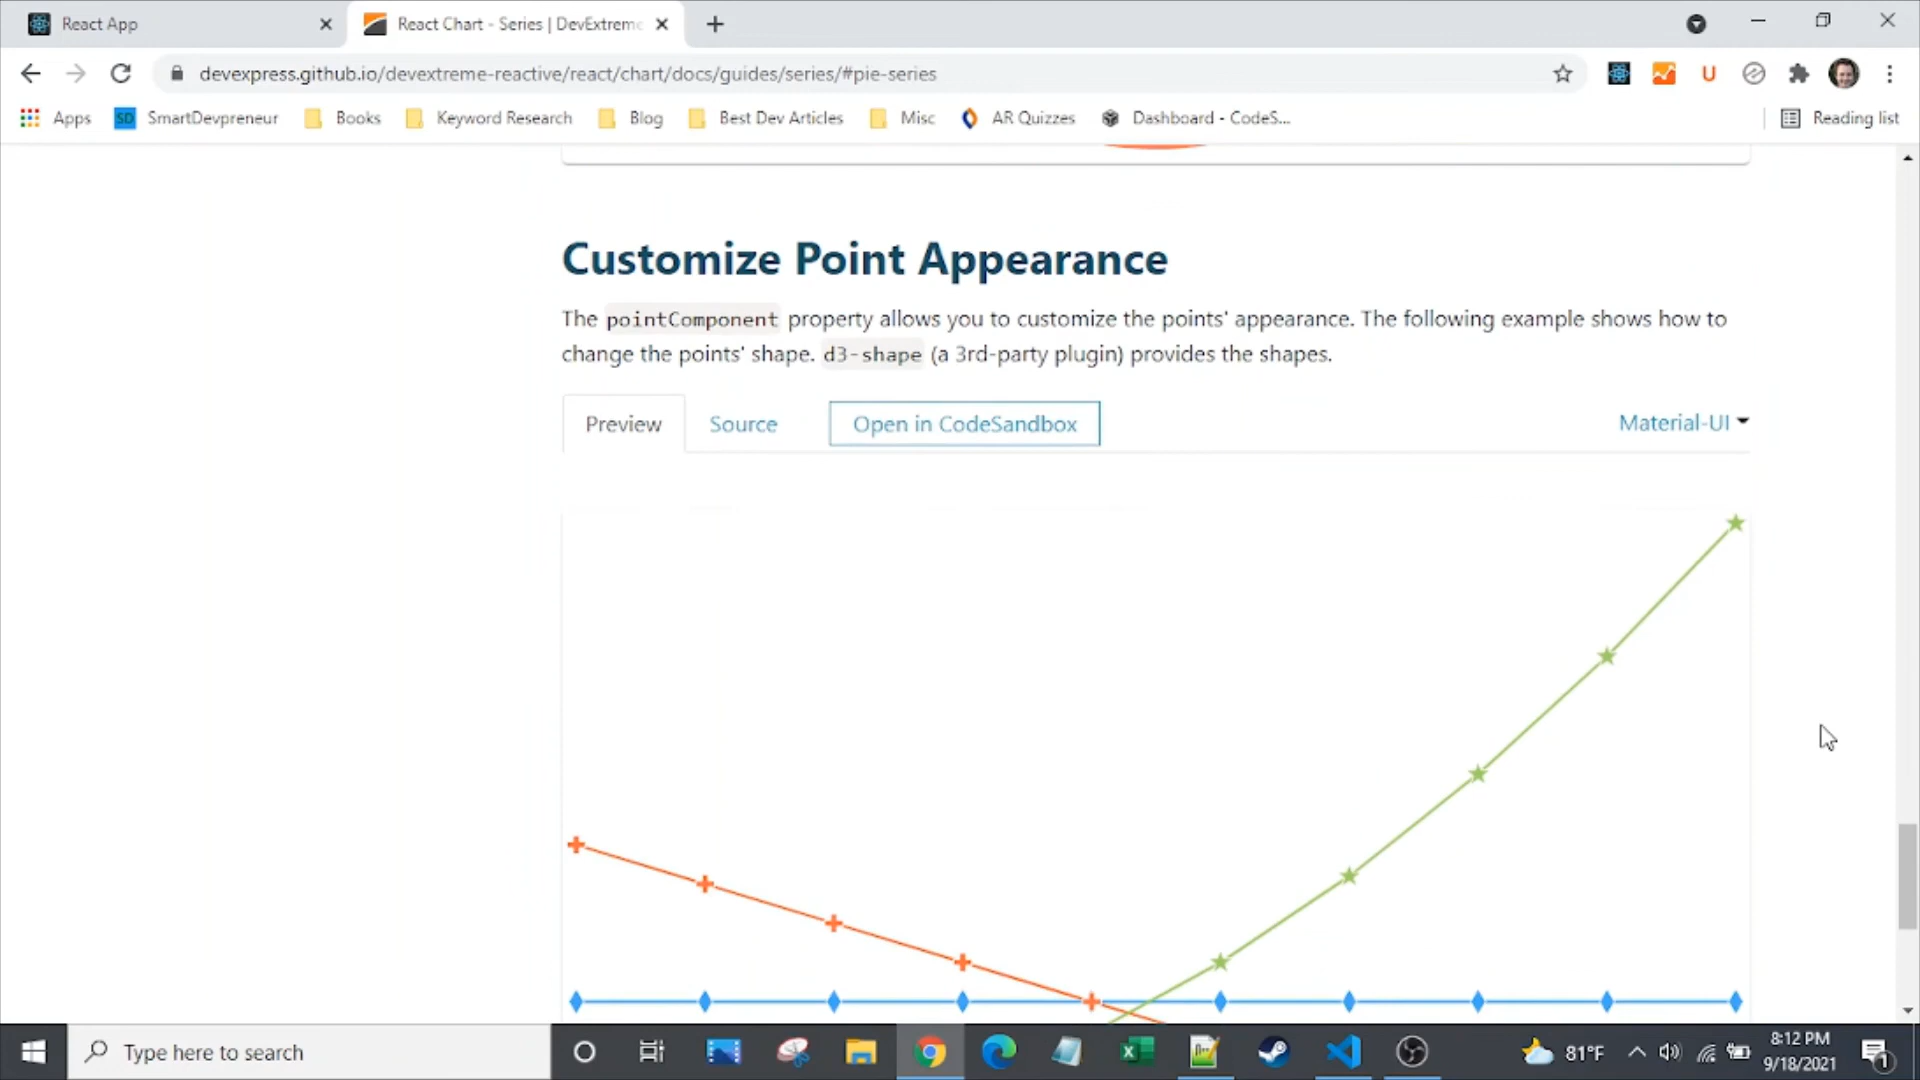 React App
React Chart - Series | DevExtreme
devexpress.github.io/devextreme-reactive/react/chart/docs/guides/series/#pie-series
Apps
SD SmartDevpreneur
Books
Keyword Research
Blog
Best Dev Articles
Misc
AR Quizzes
Dashboard - CodeS...
Reading list
Customize Point Appearance
The pointComponent property allows you to customize the points' appearance. The following example shows how to
change the points' shape. d3-shape (a 3rd-party plugin) provides the shapes.
Preview
Source
Open in CodeSandbox
Material-UI
Type here to search
81°F
8:12 PM
9/18/2021
1